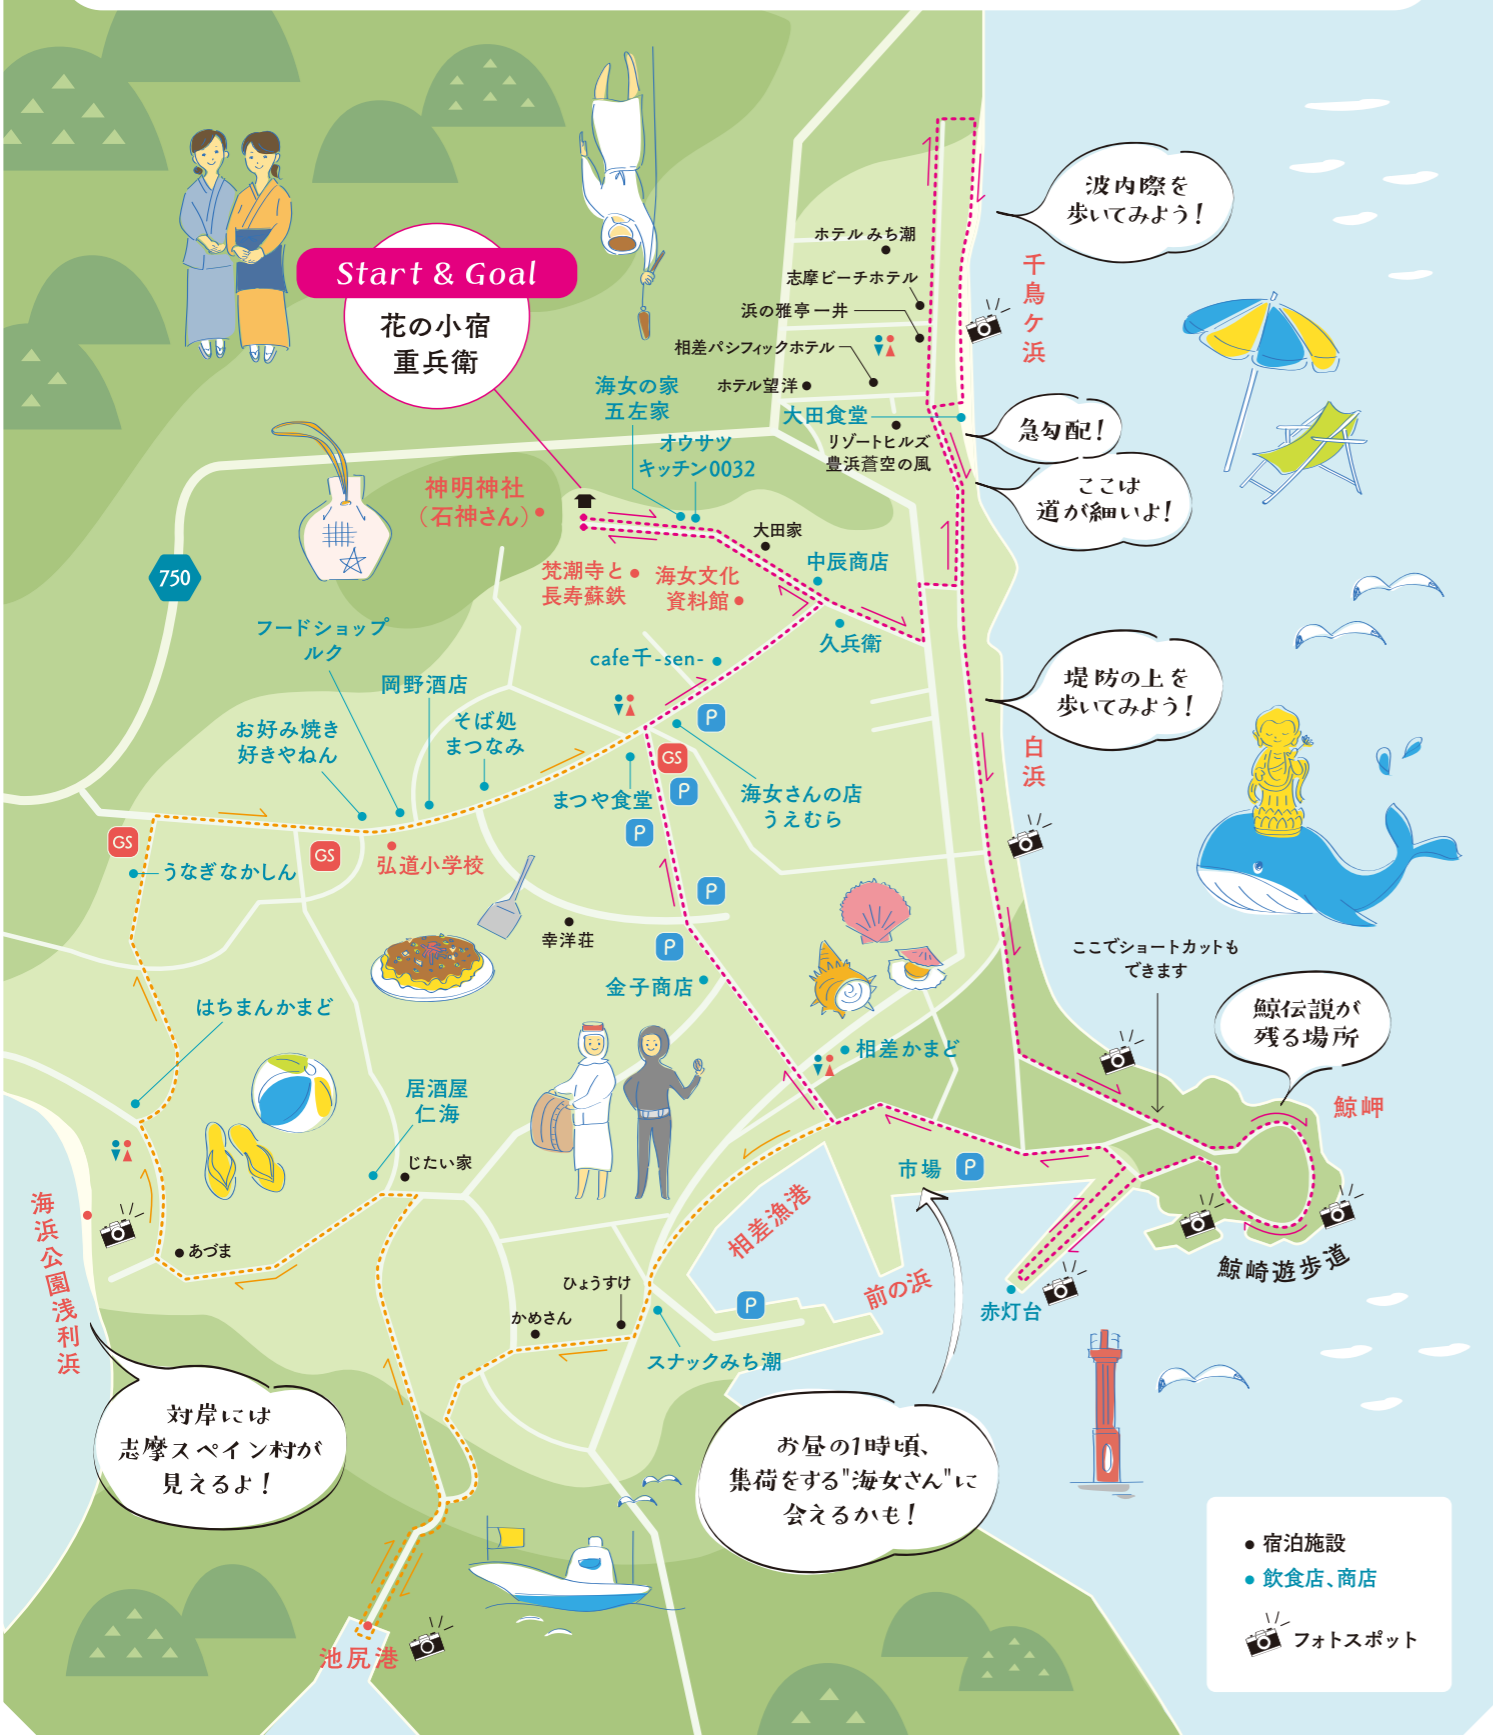 Start & Goal
花の小宿
重兵衛
波内際を
歩いてみよう!
千鳥ケ浜
ホテルみち潮
志摩ビーチホテル
浜の雅亭一井
相差パシフィックホテル
ホテル望洋
大田食堂
リゾートヒルズ
豊浜蒼空の風
急勾配!
ここは
道が細いよ!
海女の家
五左家
オウサツ
キッチン0032
神明神社
(石神さん)
大田家
中辰商店
梵潮寺と
長寿蘇鉄
海女文化
資料館
久兵衛
750
フードショップ
ルク
cafe千-sen-
岡野酒店
お好み焼き
好きやねん
そば処
まつなみ
P
GS
P
まつや食堂
P
海女さんの店
うえむら
堤防の上を
歩いてみよう!
白浜
GS
GS
弘道小学校
うなぎなかしん
P
幸洋荘
P
金子商店
ここでショートカットも
できます
鯨伝説が
残る場所
はちまんかまど
相差かまど
鯨岬
居酒屋
仁海
じたい家
市場
P
海浜公園浅利浜
あづま
相差漁港
前の浜
鯨崎遊歩道
赤灯台
ひょうすけ
かめさん
P
スナックみち潮
対岸には
志摩スペイン村が
見えるよ!
お昼の1時頃、
集荷をする"海女さん"に
会えるかも!
池尻港
宿泊施設
飲食店、商店
フォトスポット